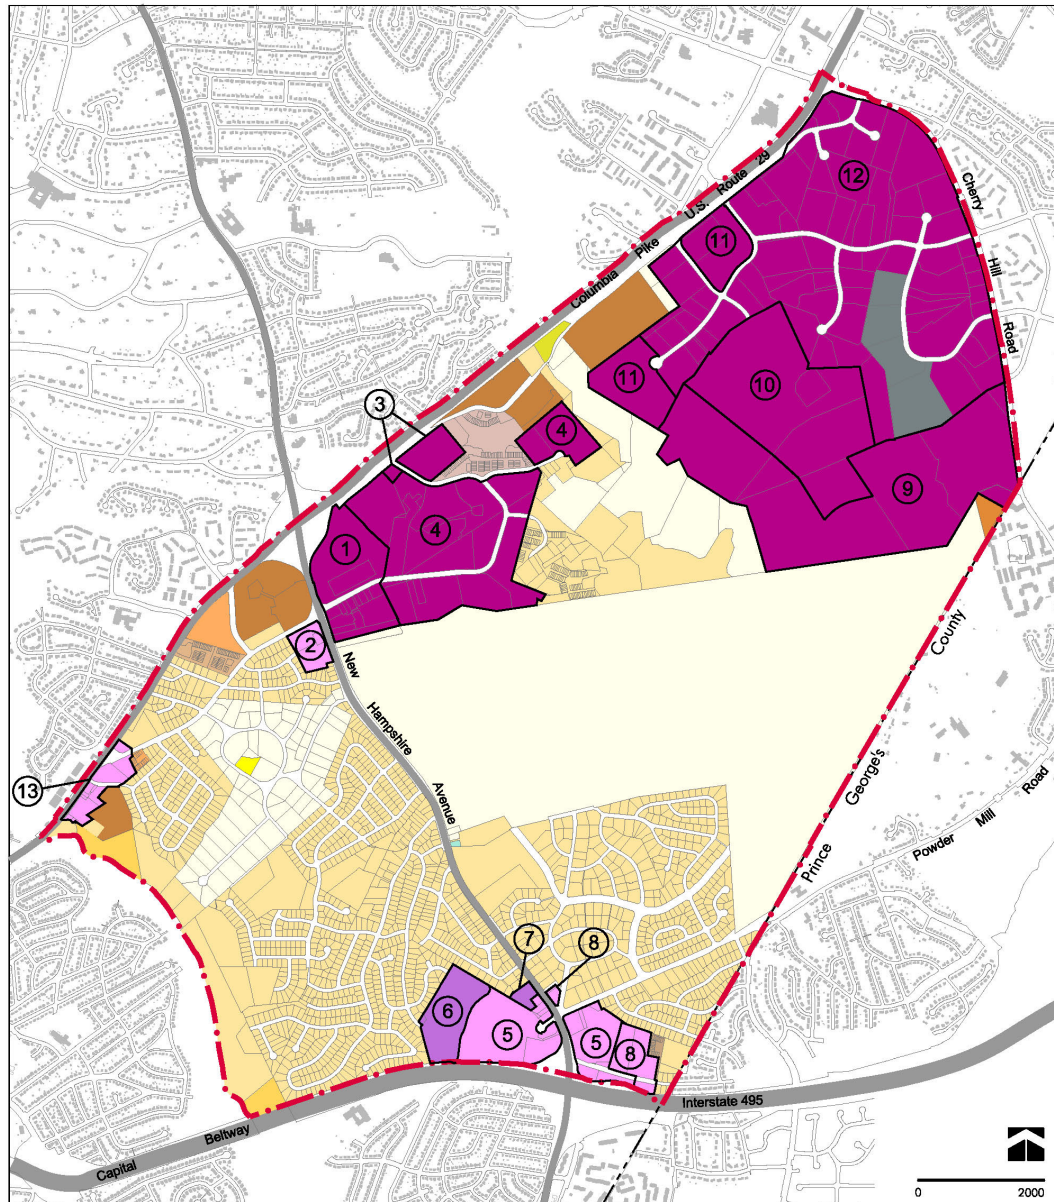 Cherry
Hill
Road
U.S. Route 29
Columbia Pike
12
11
10
11
3
4
9
4
1
2
New
Hampshire
Avenue
County
George's
Prince
Powder Mill Road
13
7
8
6
5
5
8
Interstate 495
Capital Beltway
0 2000